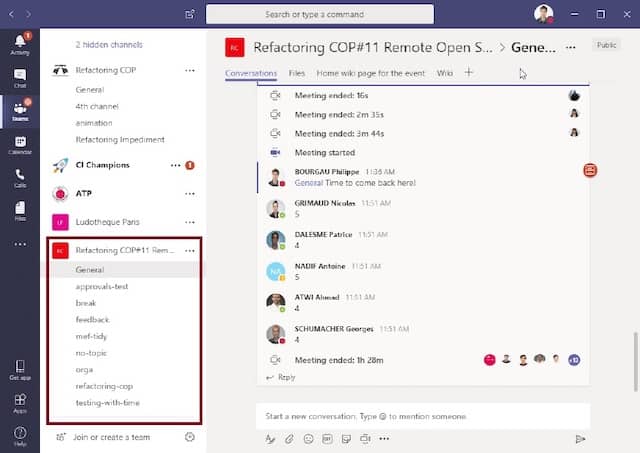 Search or type a command
Activity
Chat
Teams
Calendar
Calls
Files
Get app
Apps
Help
2 hidden channels
Refactoring COP
General
4th channel
animation
Refactoring Impediment
CI Champions
1
ATP
LP Ludotheque Paris
RC Refactoring COP#11 Rem...
General
approvals-test
break
feedback
mef-tidy
no-topic
orga
refactoring-cop
testing-with-time
Join or create a team
RC Refactoring COP#11 Remote Open S... > Gene...
Public
Conversations Files Home wiki page for the event Wiki
Meeting ended: 16s
Meeting ended: 2m 35s
Meeting ended: 3m 44s
Meeting started
BOURGAU Philippe 11:36 AM
General Time to come back here!
GRIMAUD Nicolas 11:51 AM
5
DALESME Patrice 11:51 AM
4
NA NADIF Antoine 11:51 AM
5
ATWI Ahmad 11:51 AM
4
SCHUMACHER Georges 11:51 AM
4
Meeting ended: 1h 28m
Reply
Start a new conversation. Type @ to mention someone.
GIF